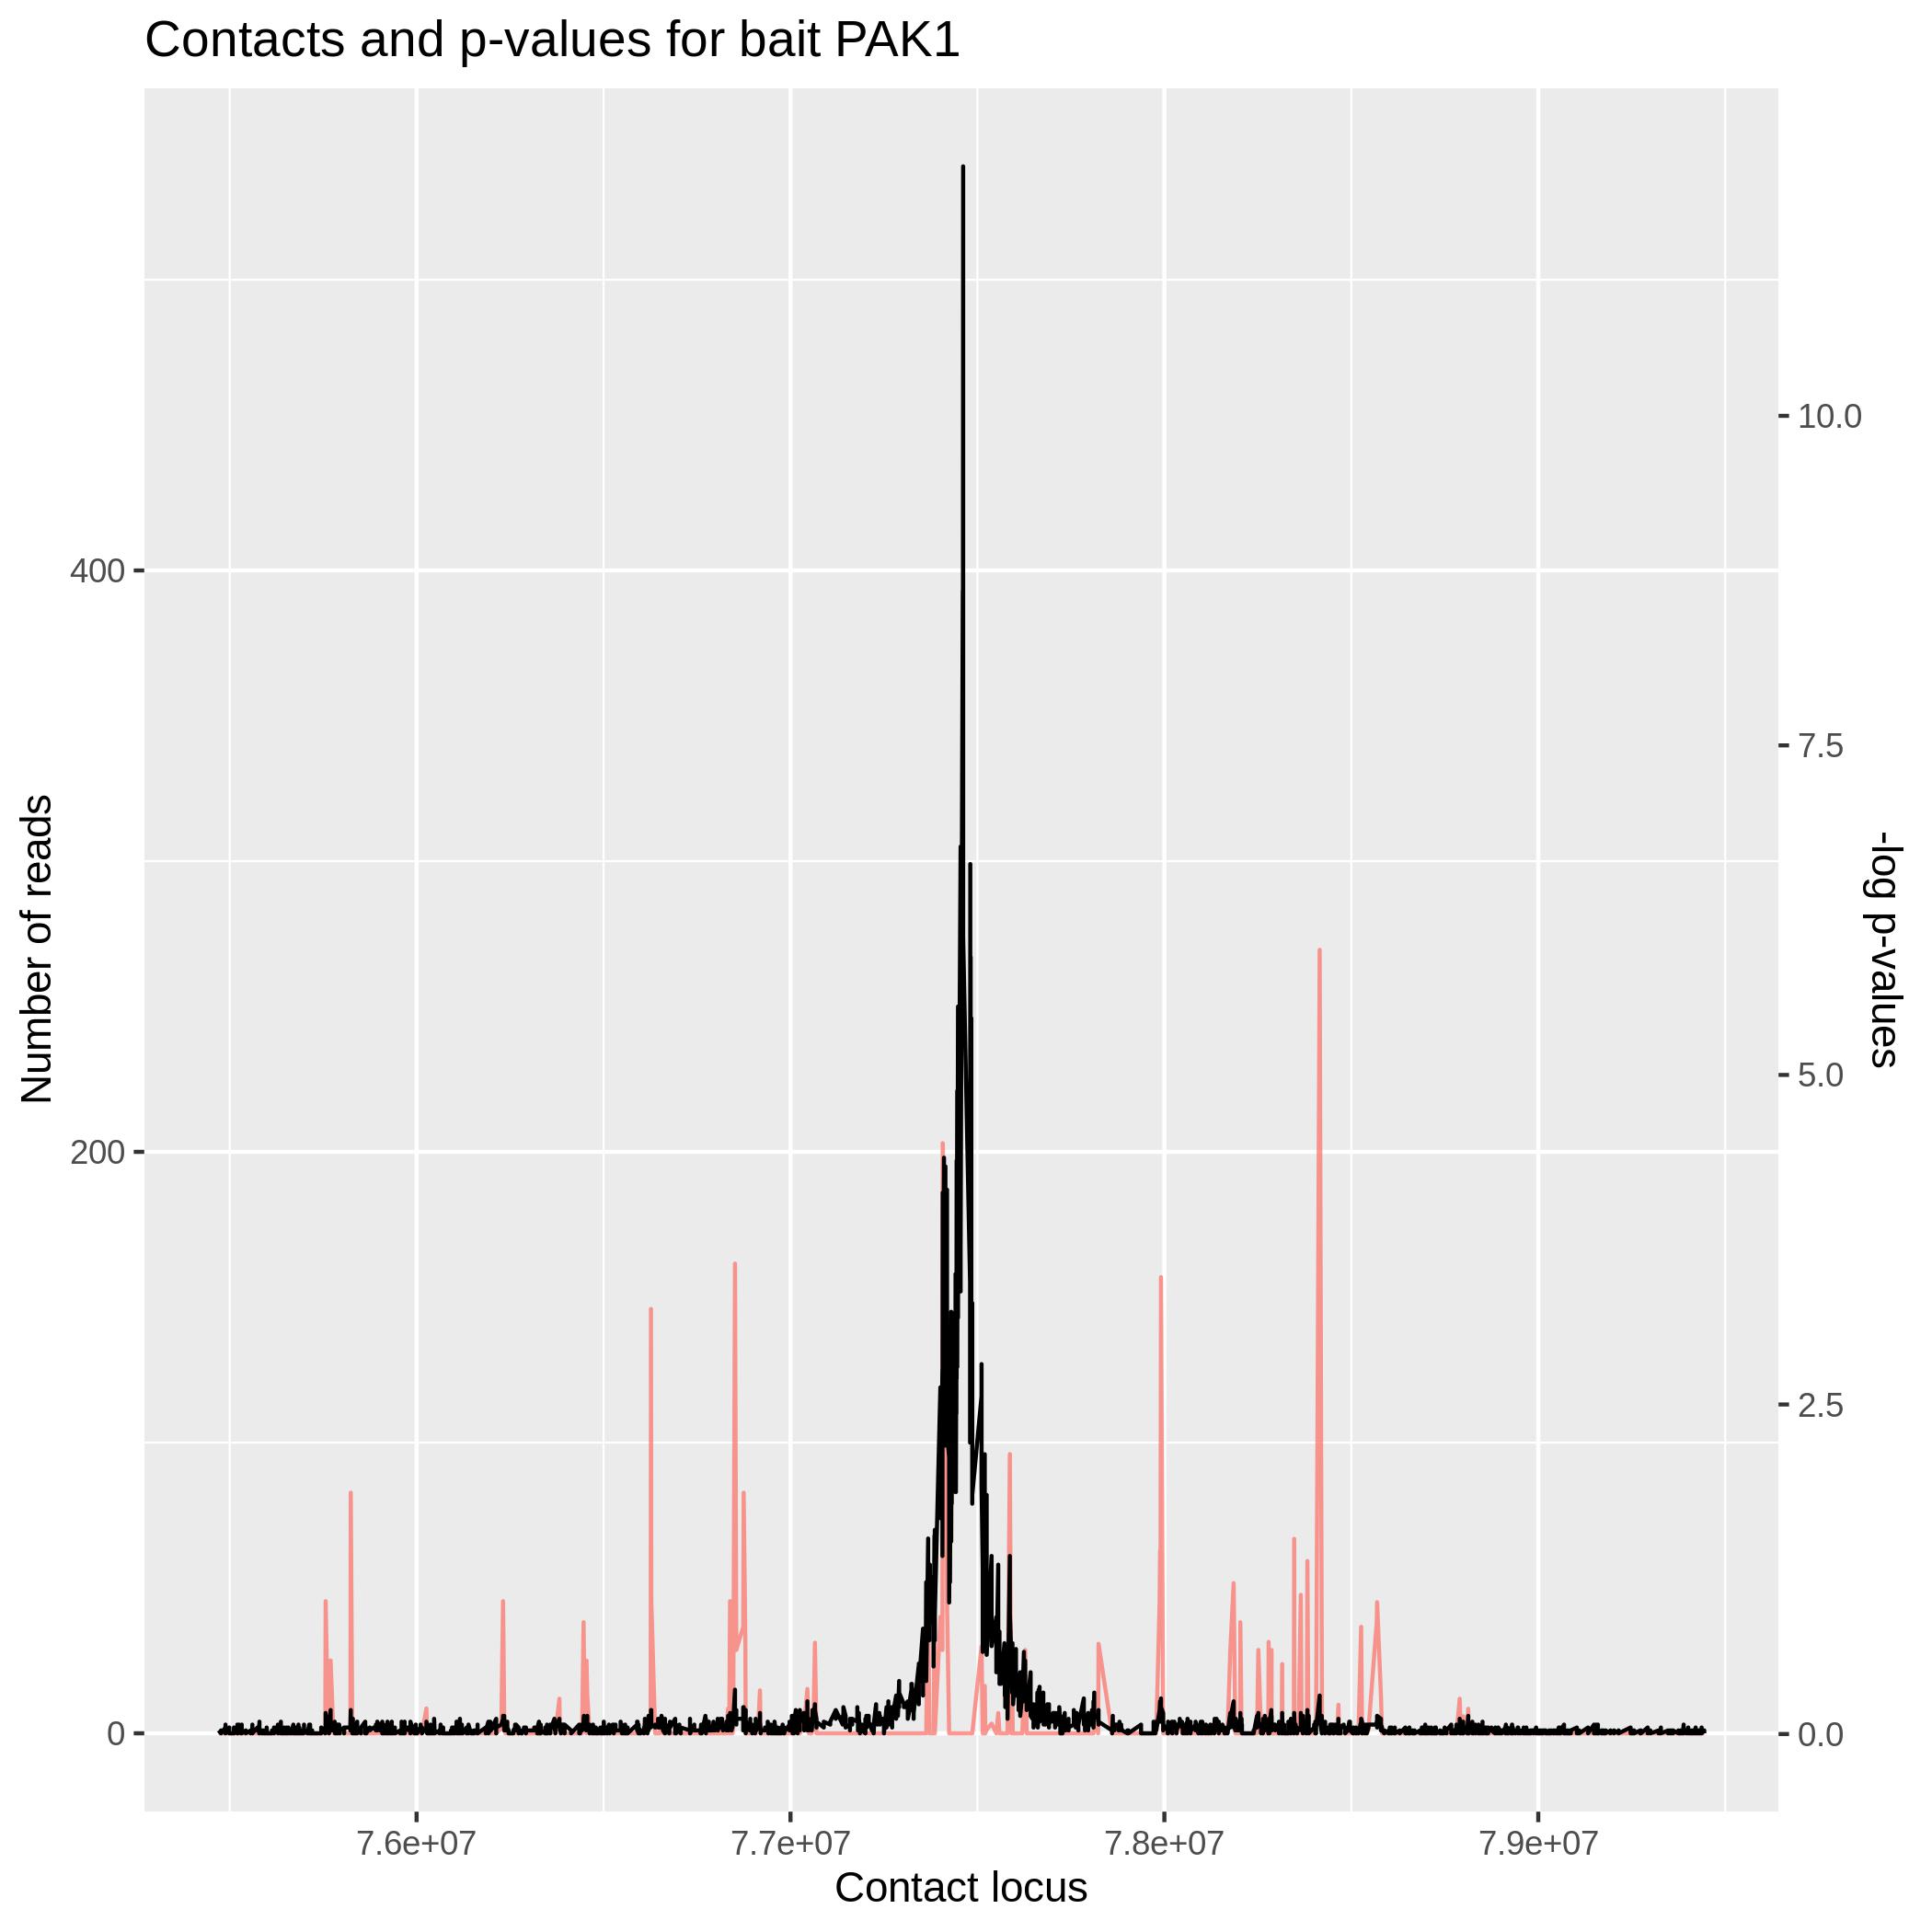 Contacts and p-values for bait PAK1
Number of reads
400
200
0
10.0
7.5
5.0
2.5
0.0
-log p-values
7.6e+07 7.7e+07 7.8e+07 7.9e+07
Contact locus